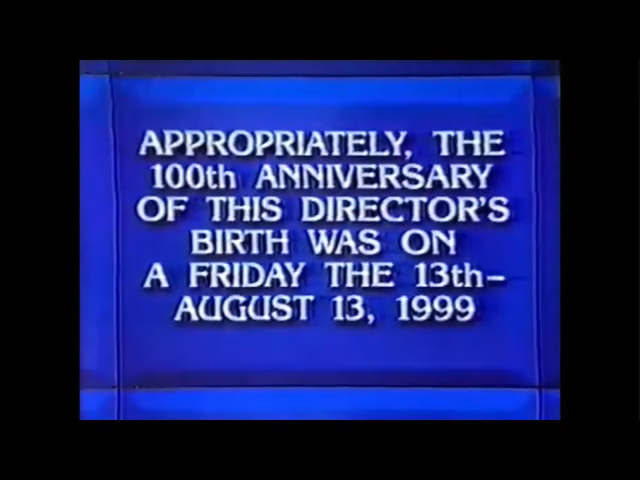 APPROPRIATELY, THE
100th ANNIVERSARY
OF THIS DIRECTOR'S
BIRTH WAS ON
A FRIDAY THE 13th–
AUGUST 13, 1999